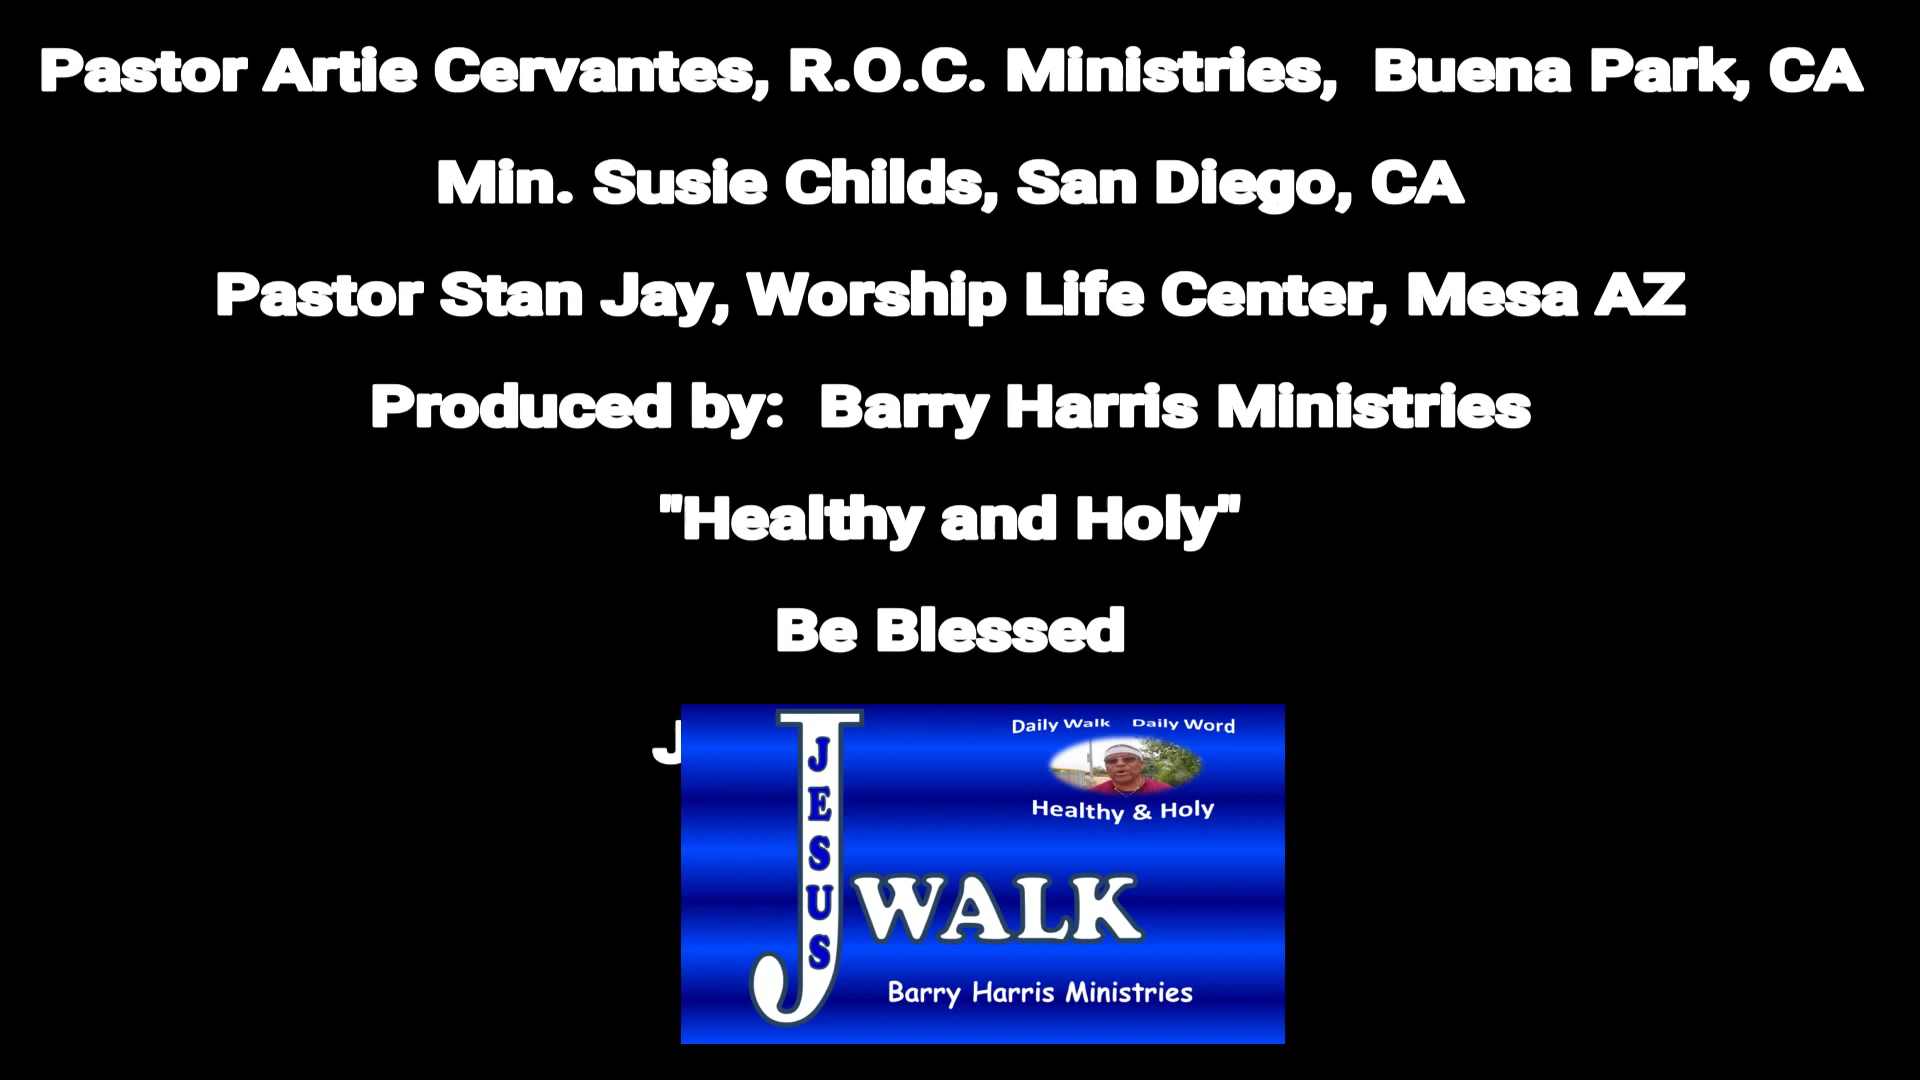 Pastor Artie Cervantes, R.O.C. Ministries,  Buena Park, CA
Min. Susie Childs, San Diego, CA
Pastor Stan Jay, Worship Life Center, Mesa AZ
Produced by:  Barry Harris Ministries
"Healthy and Holy"
Be Blessed
J
Daily Walk Daily Word
Healthy & Holy
JESUS
J WALK
Barry Harris Ministries